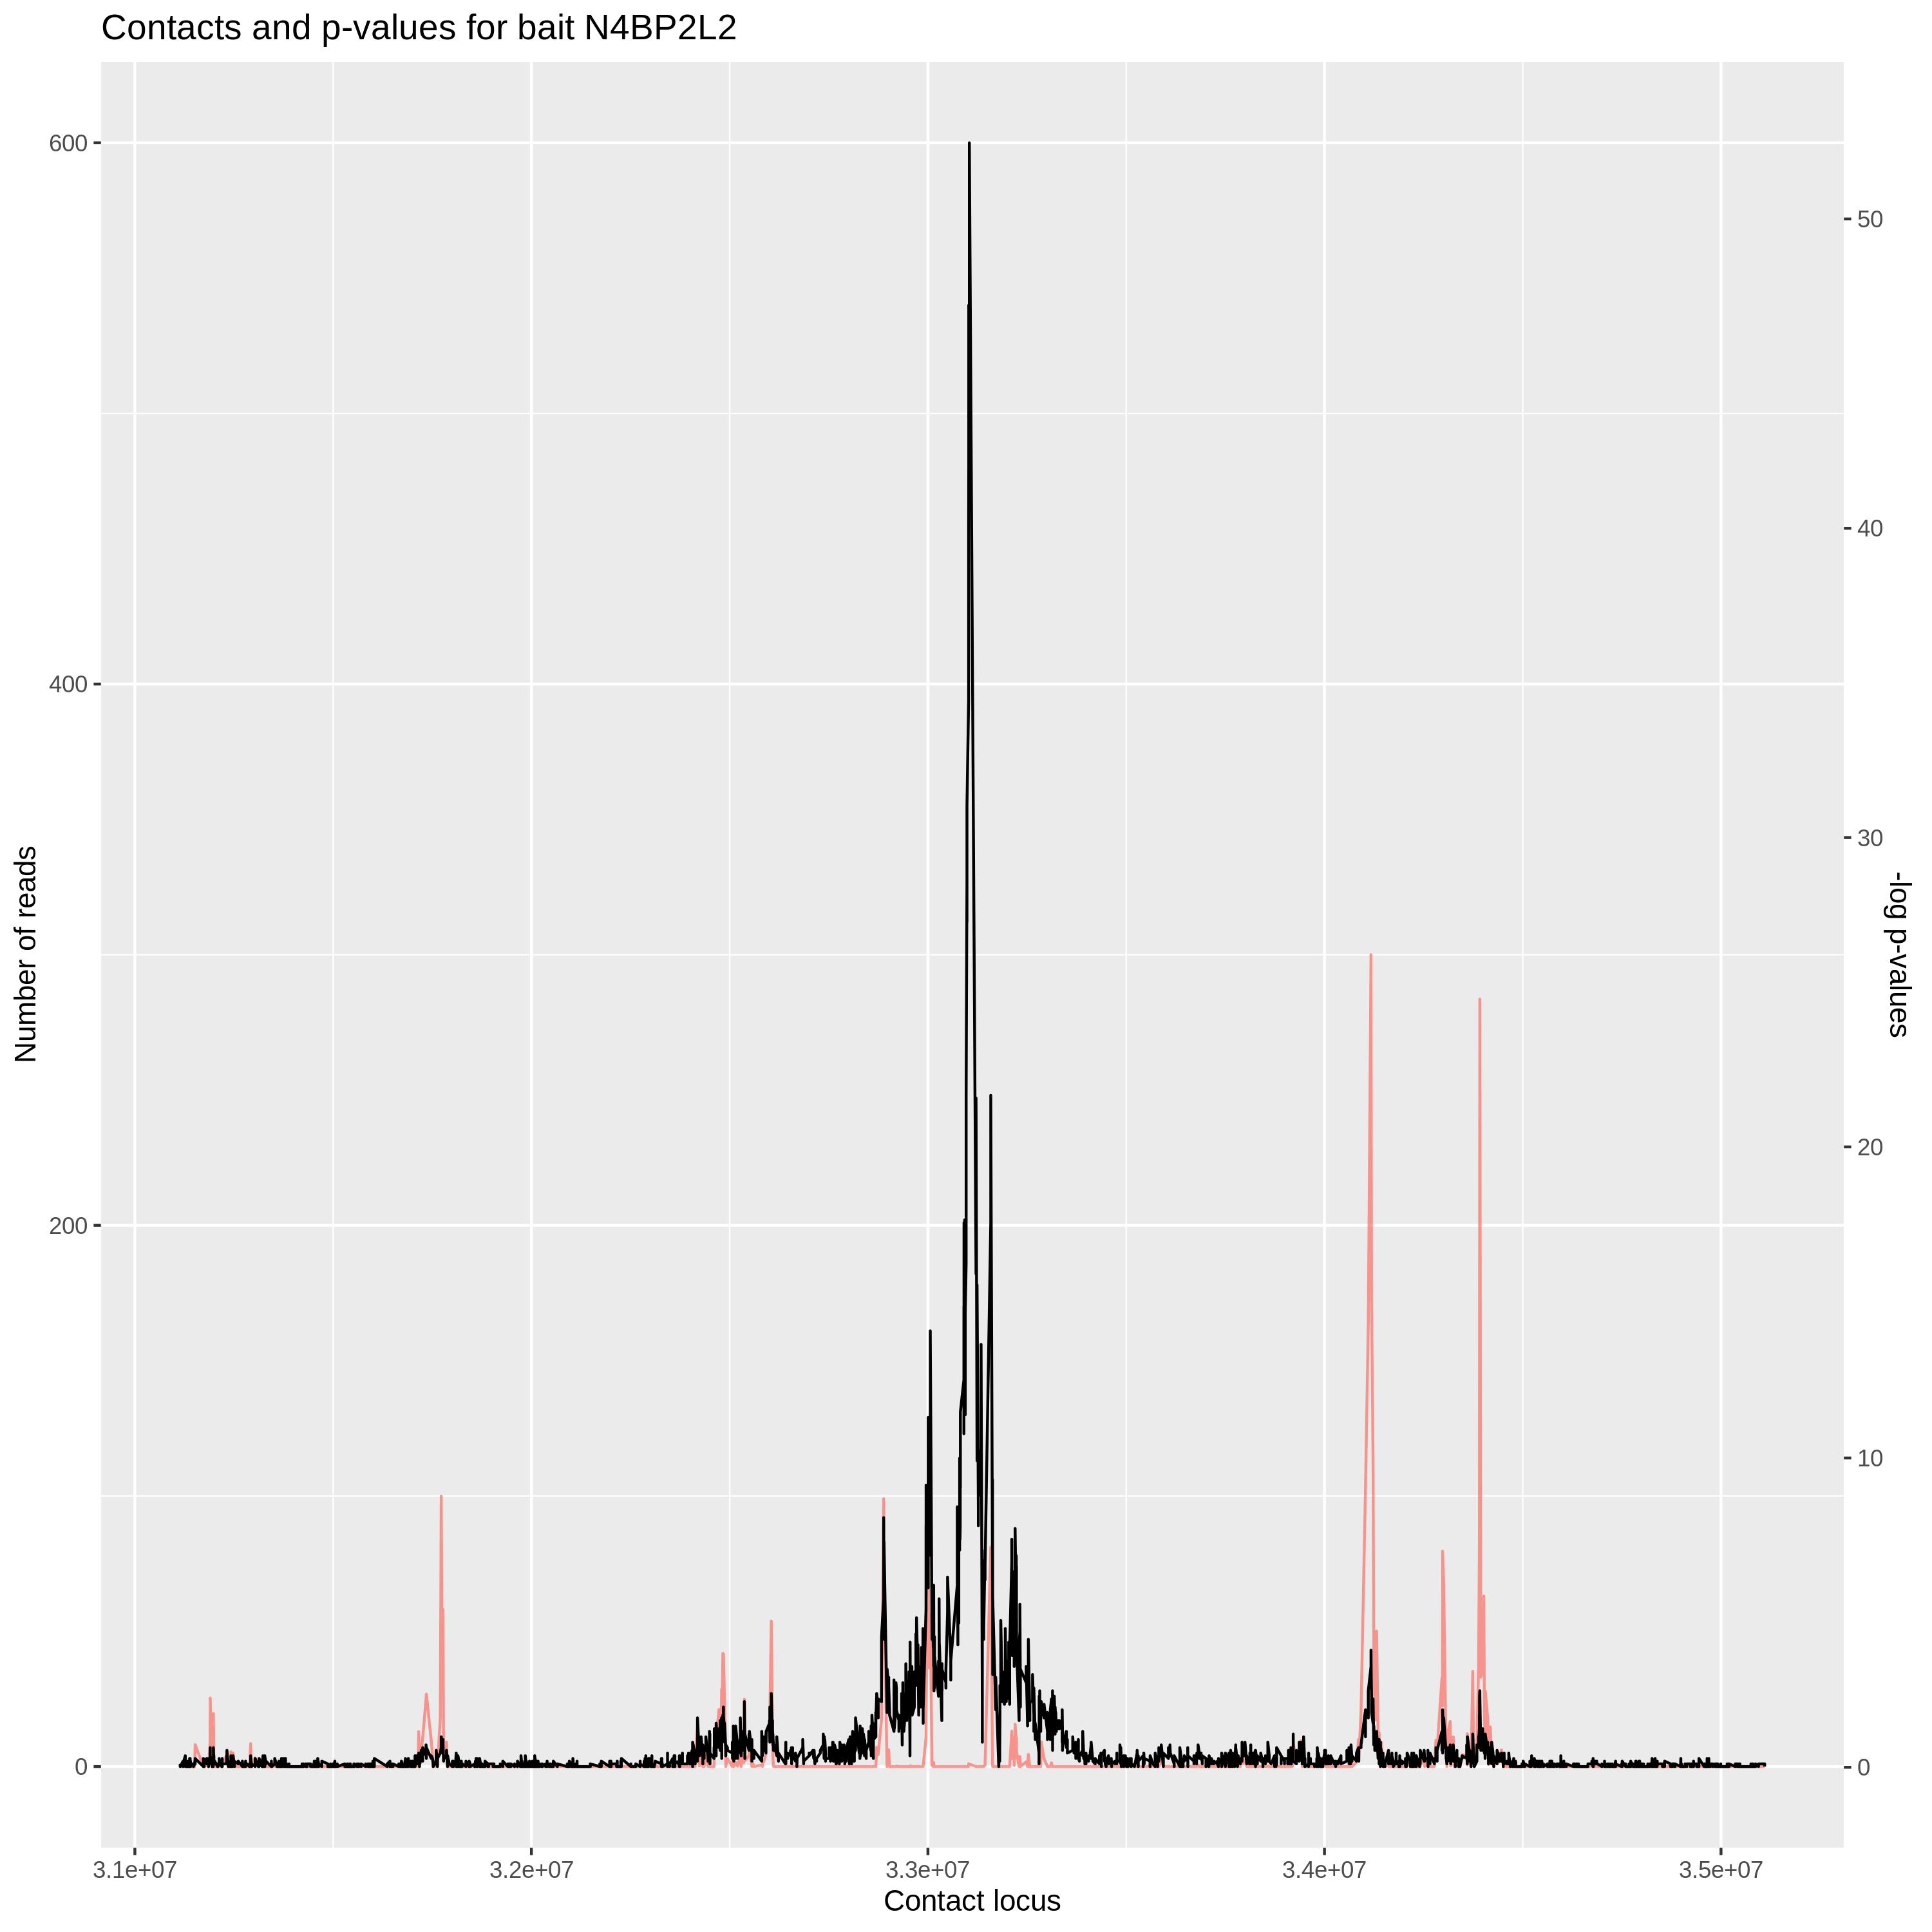 Contacts and p-values for bait N4BP2L2
600
400
200
0
Number of reads
50
40
30
20
10
0
-log p-values
3.1e+07
3.2e+07
3.3e+07
3.4e+07
3.5e+07
Contact locus